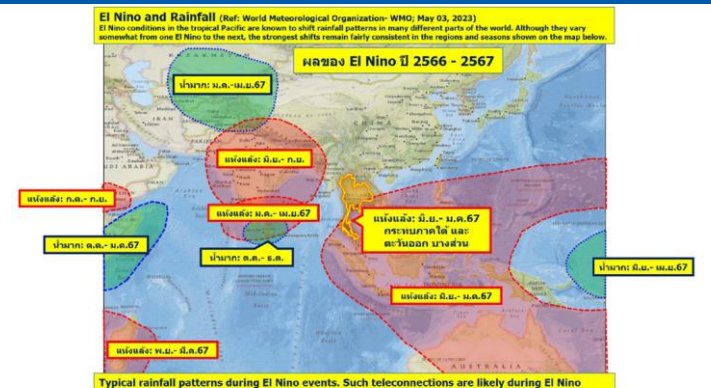 El Nino and Rainfall (Ref: World Meteorological Organization- WMO; May 03, 2023)
El Nino conditions in the tropical Pacific are known to shift rainfall patterns in many different parts of the world. Although they vary
somewhat from one El Nino to the next, the strongest shifts remain fairly consistent in the regions and seasons shown on the map below.
ผลของ El Nino ปี 2566 - 2567
น้ำมาก: ม.ค.-เม.ย.67
CHINA
แห้งแล้ง: มิ.ย.- ก.ย.
แห้งแล้ง: ก.ค.- ก.ย.
แห้งแล้ง: ม.ค.- เม.ย.67
แห้งแล้ง: มิ.ย.- ม.ค.67
กระทบภาคใต้ และ
ตะวันออก บางส่วน
น้ำมาก: ต.ค.- ม.ค.67
น้ำมาก: ต.ค.- ธ.ค.
น้ำมาก: มิ.ย.- เม.ย.67
INDONESIA
แห้งแล้ง: มิ.ย.- ม.ค.67
แห้งแล้ง: พ.ย.- มี.ค.67
AUSTRALIA
Typical rainfall patterns during El Nino events. Such teleconnections are likely during El Nino